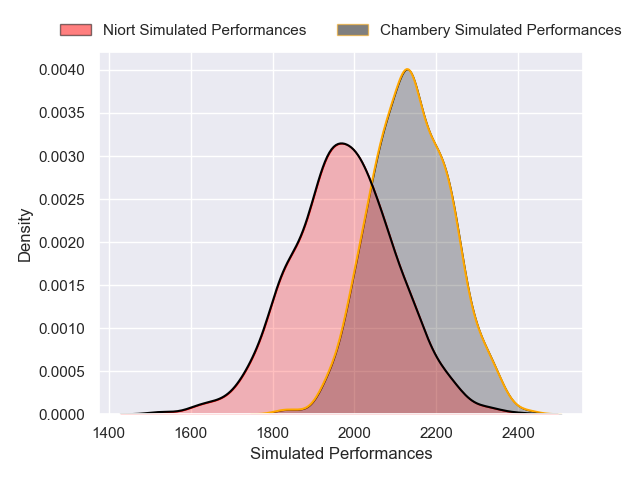 Niort Simulated Performances Chambery Simulated Performances
0.0040
0.0035
0.0030
0.0025
0.0020
0.0015
0.0010
0.0005
0.0000
Density
1400 1600 1800 2000 2200 2400
Simulated Performances